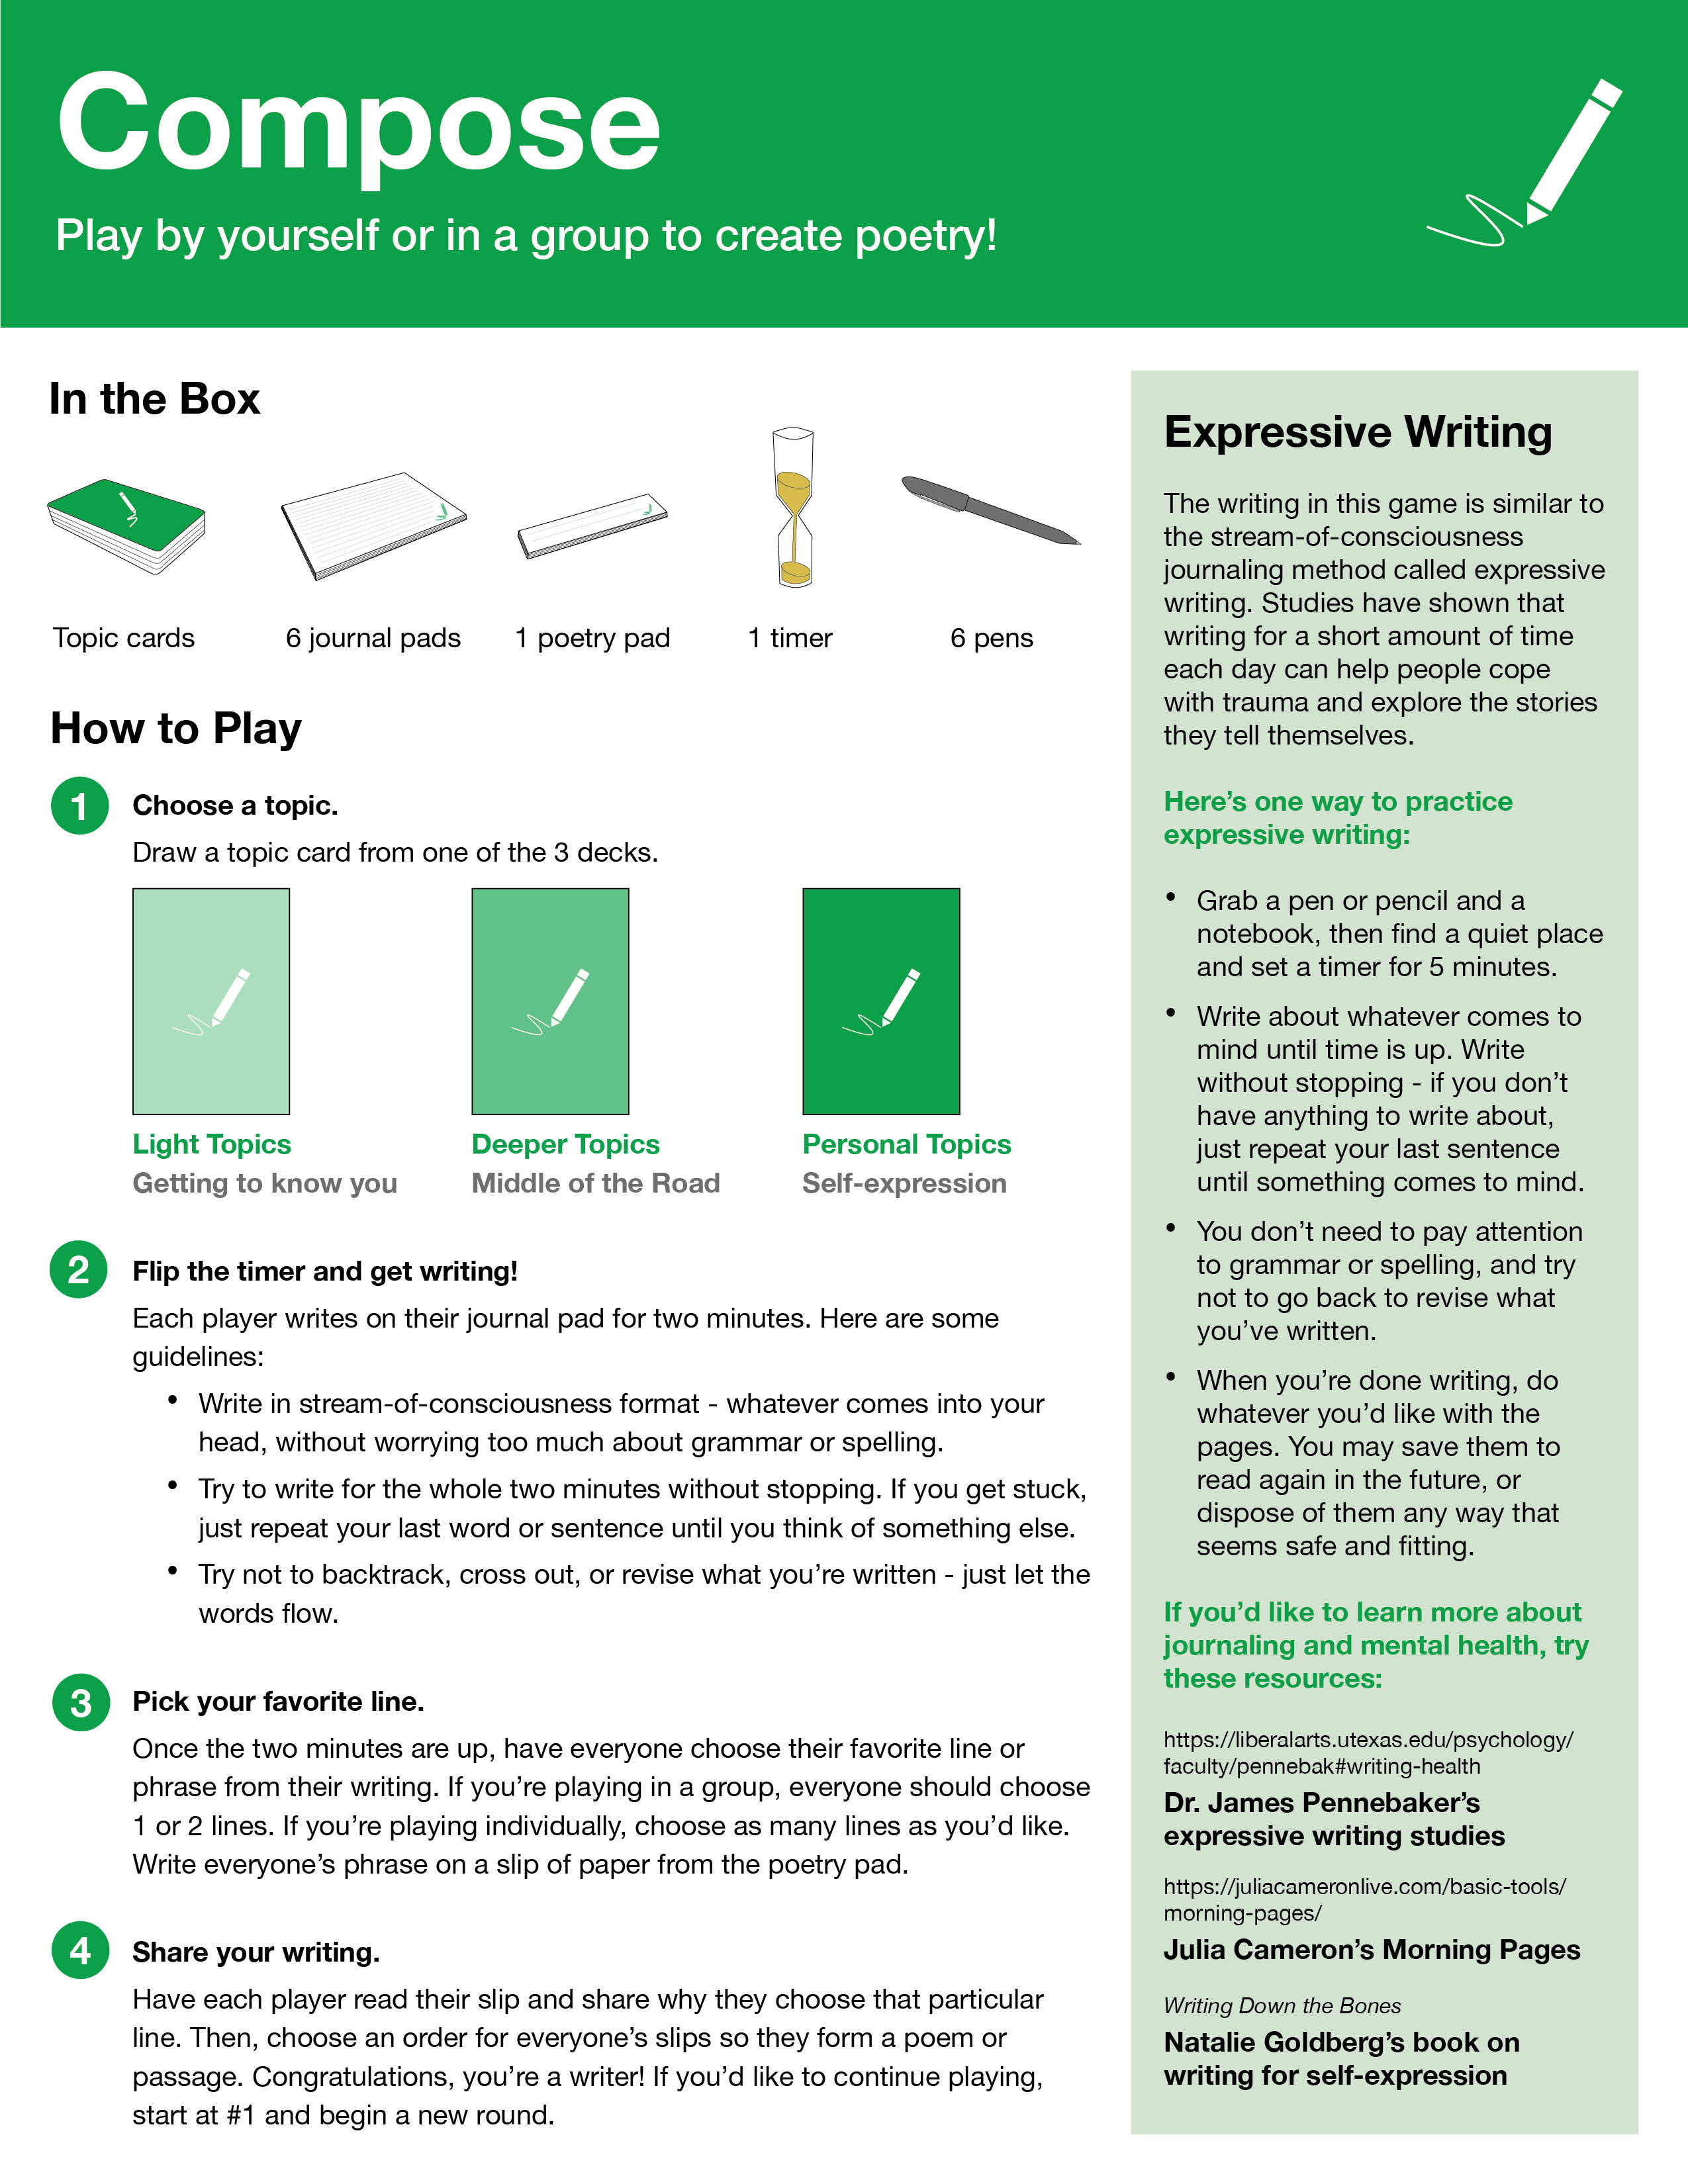 Compose
Play by yourself or in a group to create poetry!
In the Box
Topic cards
6 journal pads
1 poetry pad
1 timer
6 pens
How to Play
1
Choose a topic.
Draw a topic card from one of the 3 decks.
Light Topics
Getting to know you
Deeper Topics
Middle of the Road
Personal Topics
Self-expression
2
Flip the timer and get writing!
Each player writes on their journal pad for two minutes. Here are some
guidelines:
• Write in stream-of-consciousness format - whatever comes into your
head, without worrying too much about grammar or spelling.
• Try to write for the whole two minutes without stopping. If you get stuck,
just repeat your last word or sentence until you think of something else.
• Try not to backtrack, cross out, or revise what you’re written - just let the
words flow.
3
Pick your favorite line.
Once the two minutes are up, have everyone choose their favorite line or
phrase from their writing. If you’re playing in a group, everyone should choose
1 or 2 lines. If you’re playing individually, choose as many lines as you’d like.
Write everyone’s phrase on a slip of paper from the poetry pad.
4
Share your writing.
Have each player read their slip and share why they choose that particular
line. Then, choose an order for everyone’s slips so they form a poem or
passage. Congratulations, you’re a writer! If you’d like to continue playing,
start at #1 and begin a new round.
Expressive Writing
The writing in this game is similar to
the stream-of-consciousness
journaling method called expressive
writing. Studies have shown that
writing for a short amount of time
each day can help people cope
with trauma and explore the stories
they tell themselves.
Here’s one way to practice
expressive writing:
• Grab a pen or pencil and a
notebook, then find a quiet place
and set a timer for 5 minutes.
• Write about whatever comes to
mind until time is up. Write
without stopping - if you don’t
have anything to write about,
just repeat your last sentence
until something comes to mind.
• You don’t need to pay attention
to grammar or spelling, and try
not to go back to revise what
you’ve written.
• When you’re done writing, do
whatever you’d like with the
pages. You may save them to
read again in the future, or
dispose of them any way that
seems safe and fitting.
If you’d like to learn more about
journaling and mental health, try
these resources:
https://liberalarts.utexas.edu/psychology/
faculty/pennebak#writing-health
Dr. James Pennebaker’s
expressive writing studies
https://juliacameronlive.com/basic-tools/
morning-pages/
Julia Cameron’s Morning Pages
Writing Down the Bones
Natalie Goldberg’s book on
writing for self-expression